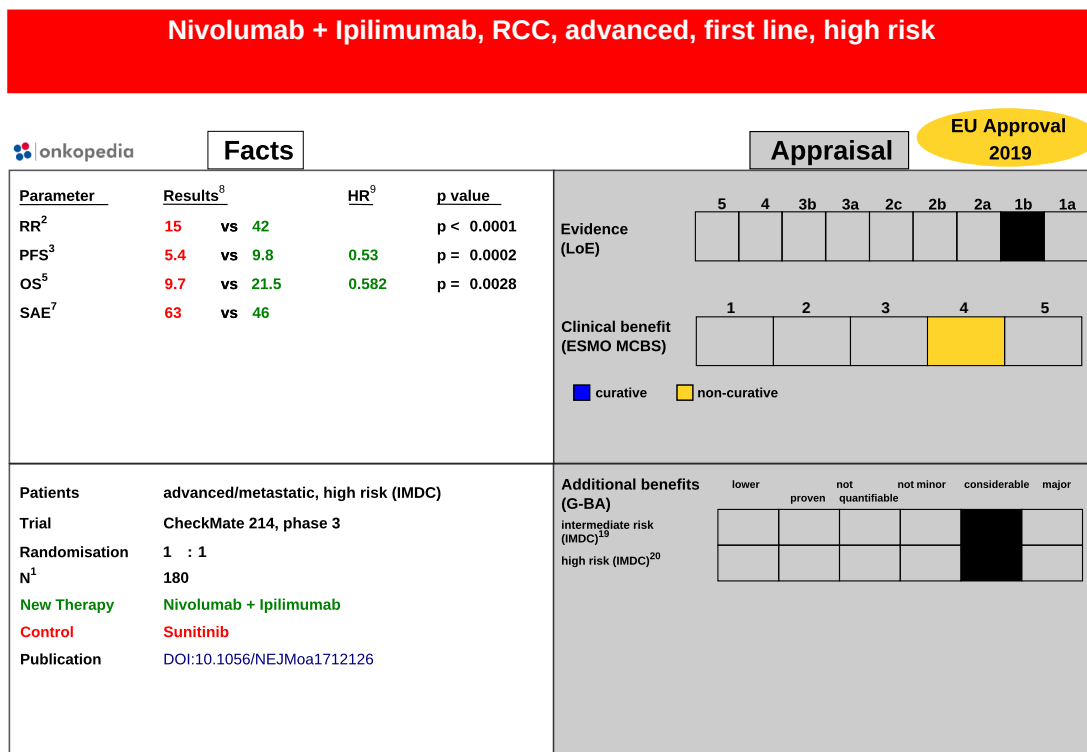 Nivolumab + Ipilimumab, RCC, advanced, first line, high risk
EU Approval
2019
onkopedia
Facts
Appraisal
Parameter Results8 HR9 p value
RR2 15 vs 42 p < 0.0001
PFS3 5.4 vs 9.8 0.53 p = 0.0002
OS5 9.7 vs 21.5 0.582 p = 0.0028
SAE7 63 vs 46
5 4 3b 3a 2c 2b 2a 1b 1a
Evidence
(LoE)
1 2 3 4 5
Clinical benefit
(ESMO MCBS)
curative non-curative
Patients advanced/metastatic, high risk (IMDC)
Trial CheckMate 214, phase 3
Randomisation 1 : 1
N1 180
New Therapy Nivolumab + Ipilimumab
Control Sunitinib
Publication DOI:10.1056/NEJMoa1712126
Additional benefits
(G-BA)
lower not not minor considerable major
proven quantifiable
intermediate risk
(IMDC)19
high risk (IMDC)20